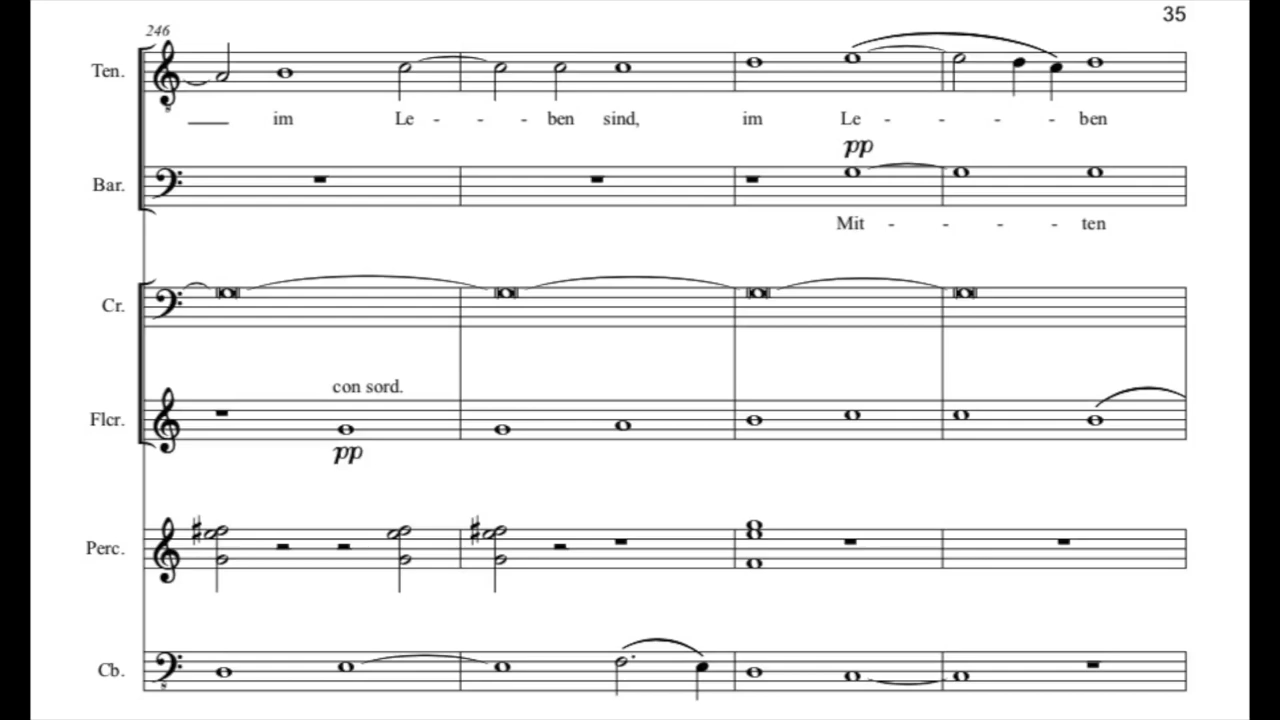 35
246
Ten.
im Le - - - ben sind, im Le - - - - ben
pp
Bar.
Mit - - - - ten
Cr.
con sord.
Flcr.
pp
Perc.
Cb.